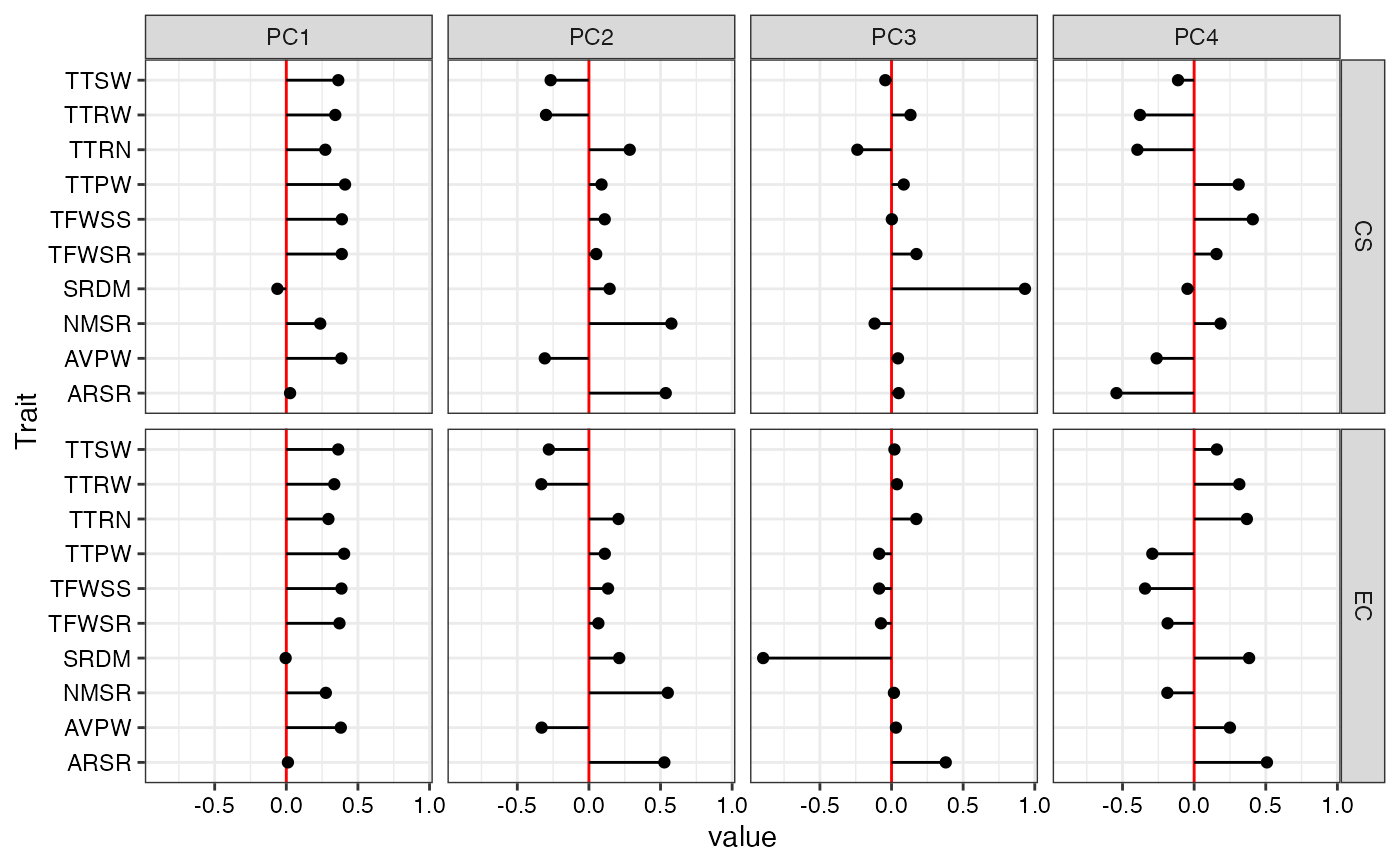 PC1 PC2 PC3 PC4
TTSW
TTRW
TTRN
TTPW
TFWSS
TFWSR
SRDM
NMSR
AVPW
ARSR
CS
Trait
TTSW
TTRW
TTRN
TTPW
TFWSS
TFWSR
SRDM
NMSR
AVPW
ARSR
EC
-0.5 0.0 0.5 1.0 -0.5 0.0 0.5 1.0 -0.5 0.0 0.5 1.0 -0.5 0.0 0.5 1.0
value